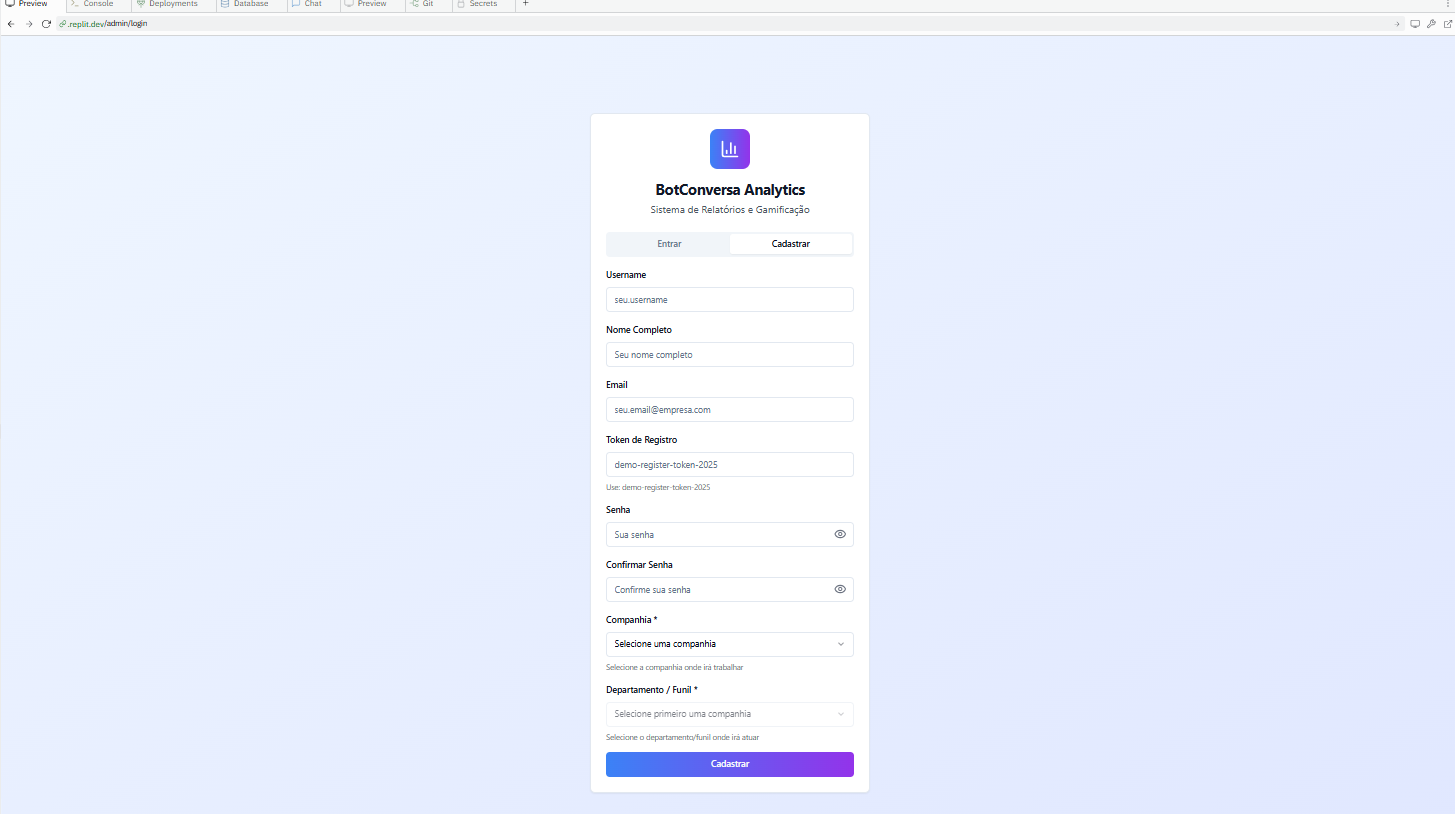 Preview Console Deployments Database Chat Preview Git Secrets +
.replit.dev/admin/login
BotConversa Analytics
Sistema de Relatórios e Gamificação
Entrar Cadastrar
Username
seu.username
Nome Completo
Seu nome completo
Email
seu.email@empresa.com
Token de Registro
demo-register-token-2025
Use: demo-register-token-2025
Senha
Sua senha
Confirmar Senha
Confirme sua senha
Companhia *
Selecione uma companhia
Selecione a companhia onde irá trabalhar
Departamento / Funil *
Selecione primeiro uma companhia
Selecione o departamento/funil onde irá atuar
Cadastrar